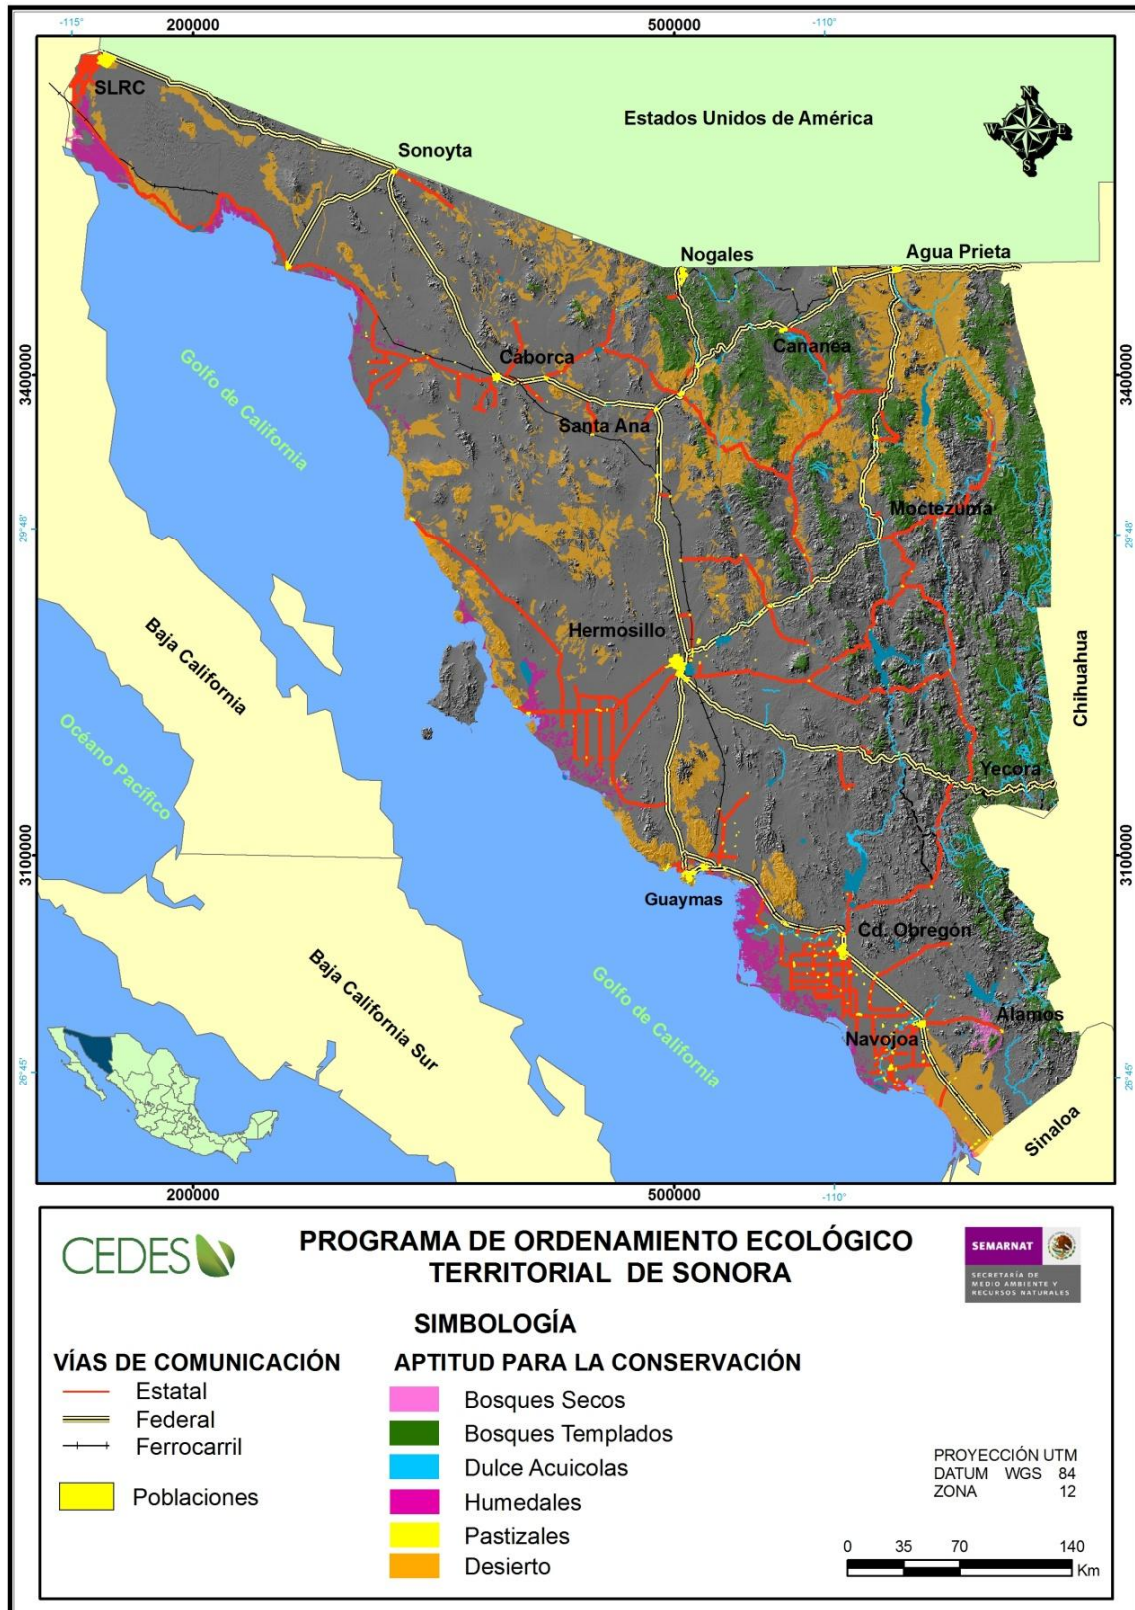 -115°
200000
500000
-110°
SLRC
Estados Unidos de América
N
W
E
S
Sonoyta
Nogales
Agua Prieta
Cananea
Golfo de California
Caborca
3400000
3400000
Santa Ana
Moctezuma
29°48'
29°48'
Hermosillo
Baja California
Chihuahua
Océano Pacífico
Yecora
3100000
3100000
Guaymas
Cd. Obregón
Baja California Sur
Golfo de California
Alamos
Navojoa
26°45'
26°45'
Sinaloa
200000
500000
-110°
CEDES
PROGRAMA DE ORDENAMIENTO ECOLÓGICO
TERRITORIAL DE SONORA
SEMARNAT
SECRETARÍA DE
MEDIO AMBIENTE Y
RECURSOS NATURALES
SIMBOLOGÍA
VÍAS DE COMUNICACIÓN
Estatal
Federal
Ferrocarril
Poblaciones
APTITUD PARA LA CONSERVACIÓN
Bosques Secos
Bosques Templados
Dulce Acuicolas
Humedales
Pastizales
Desierto
PROYECCIÓN UTM
DATUM WGS 84
ZONA 12
0 35 70 140
Km